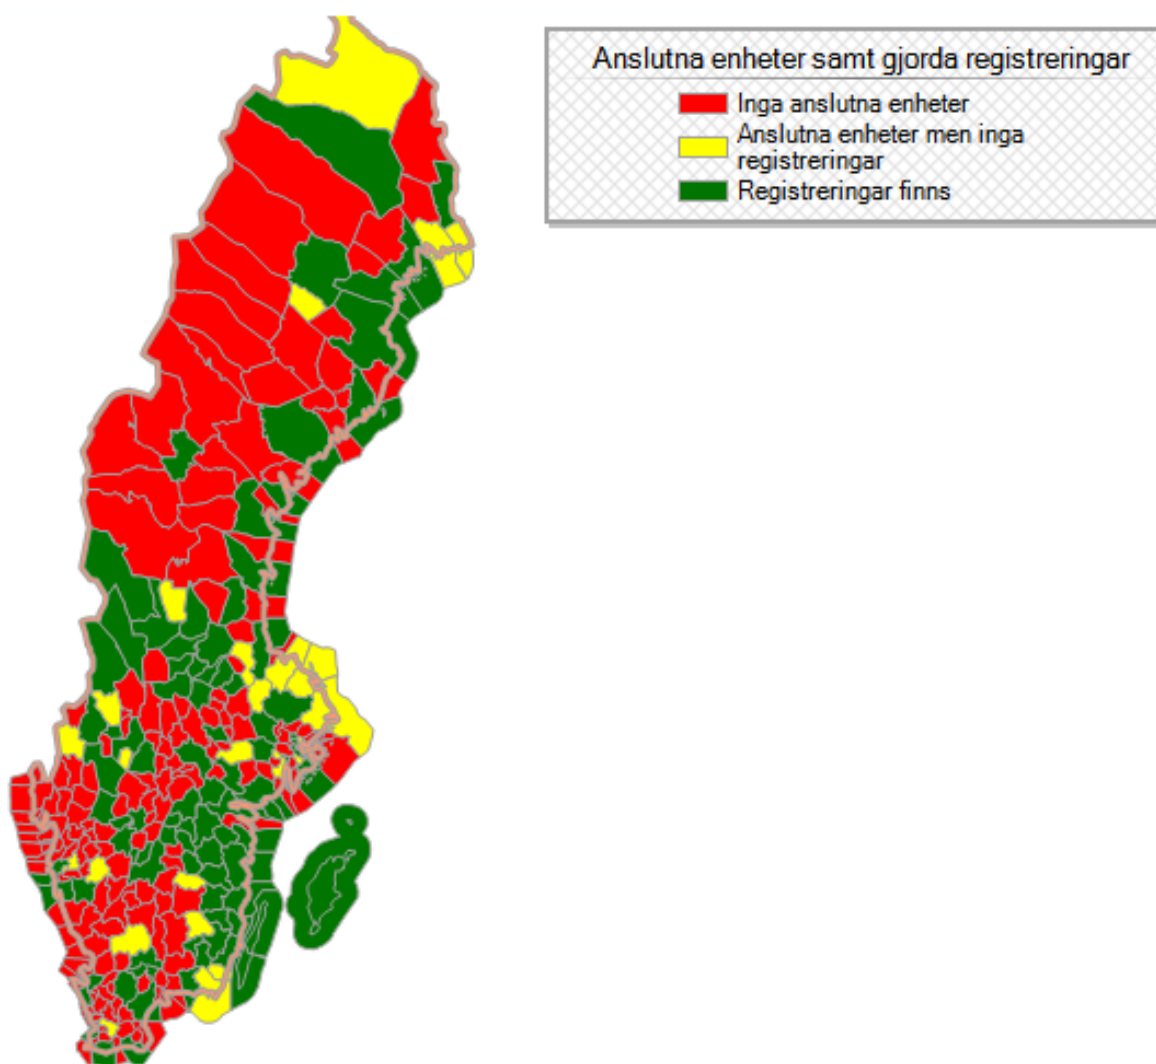 Anslutna enheter samt gjorda registreringar
Inga anslutna enheter
Anslutna enheter men inga
registreringar
Registreringar finns